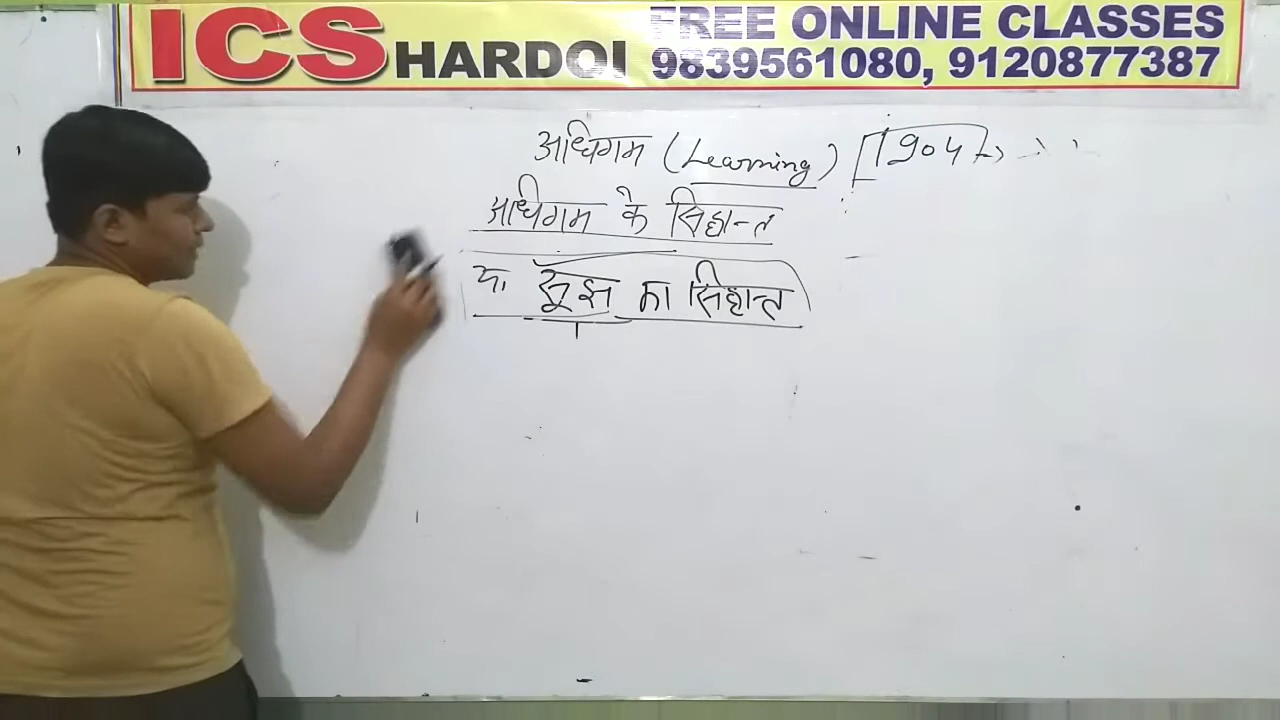 ICS HARDOI FREE ONLINE CLASSES
9839561080, 9120877387
अधिगम (Learning) [1904
अधिगम के सिद्धान्त
सूझ का सिद्धान्त